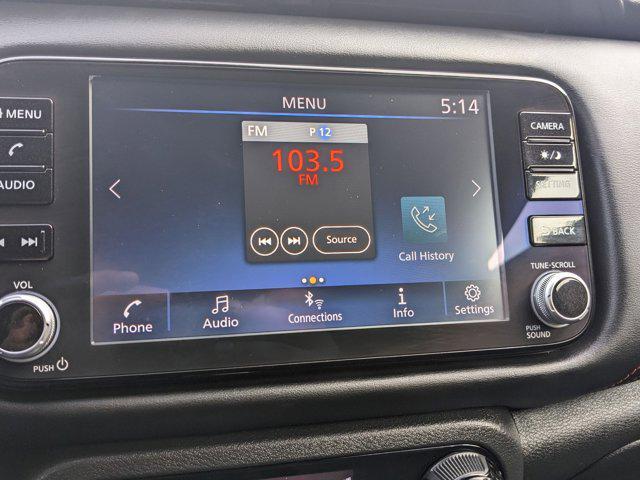 MENU
5:14
MENU
AUDIO
VOL
PUSH
FM P 12
103.5
FM
Source
Call History
Phone
Audio
Connections
Info
Settings
CAMERA
SETTING
BACK
TUNE-SCROLL
PUSH
SOUND